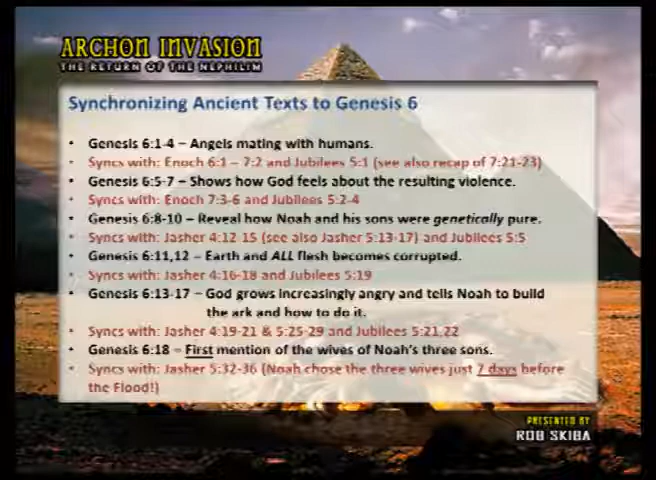 ARCHON INVASION
THE RETURN OF THE NEPHILIM
Synchronizing Ancient Texts to Genesis 6
• Genesis 6:1-4 – Angels mating with humans.
• Syncs with: Enoch 6:1 – 7:2 and Jubilees 5:1 (see also recap of 7:21-23)
• Genesis 6:5-7 – Shows how God feels about the resulting violence.
• Syncs with: Enoch 7:3-6 and Jubilees 5:2-4
• Genesis 6:8-10 – Reveal how Noah and his sons were genetically pure.
• Syncs with: Jasher 4:12-15 (see also Jasher 5:13-17) and Jubilees 5:5
• Genesis 6:11,12 – Earth and ALL flesh becomes corrupted.
• Syncs with: Jasher 4:16-18 and Jubilees 5:19
• Genesis 6:13-17 – God grows increasingly angry and tells Noah to build
the ark and how to do it.
• Syncs with: Jasher 4:19-21 & 5:25-29 and Jubilees 5:21,22
• Genesis 6:18 – First mention of the wives of Noah's three sons.
• Syncs with: Jasher 5:32-36 (Noah chose the three wives just 7 days before
the Flood!)
PRESENTED BY
ROB SKIBA